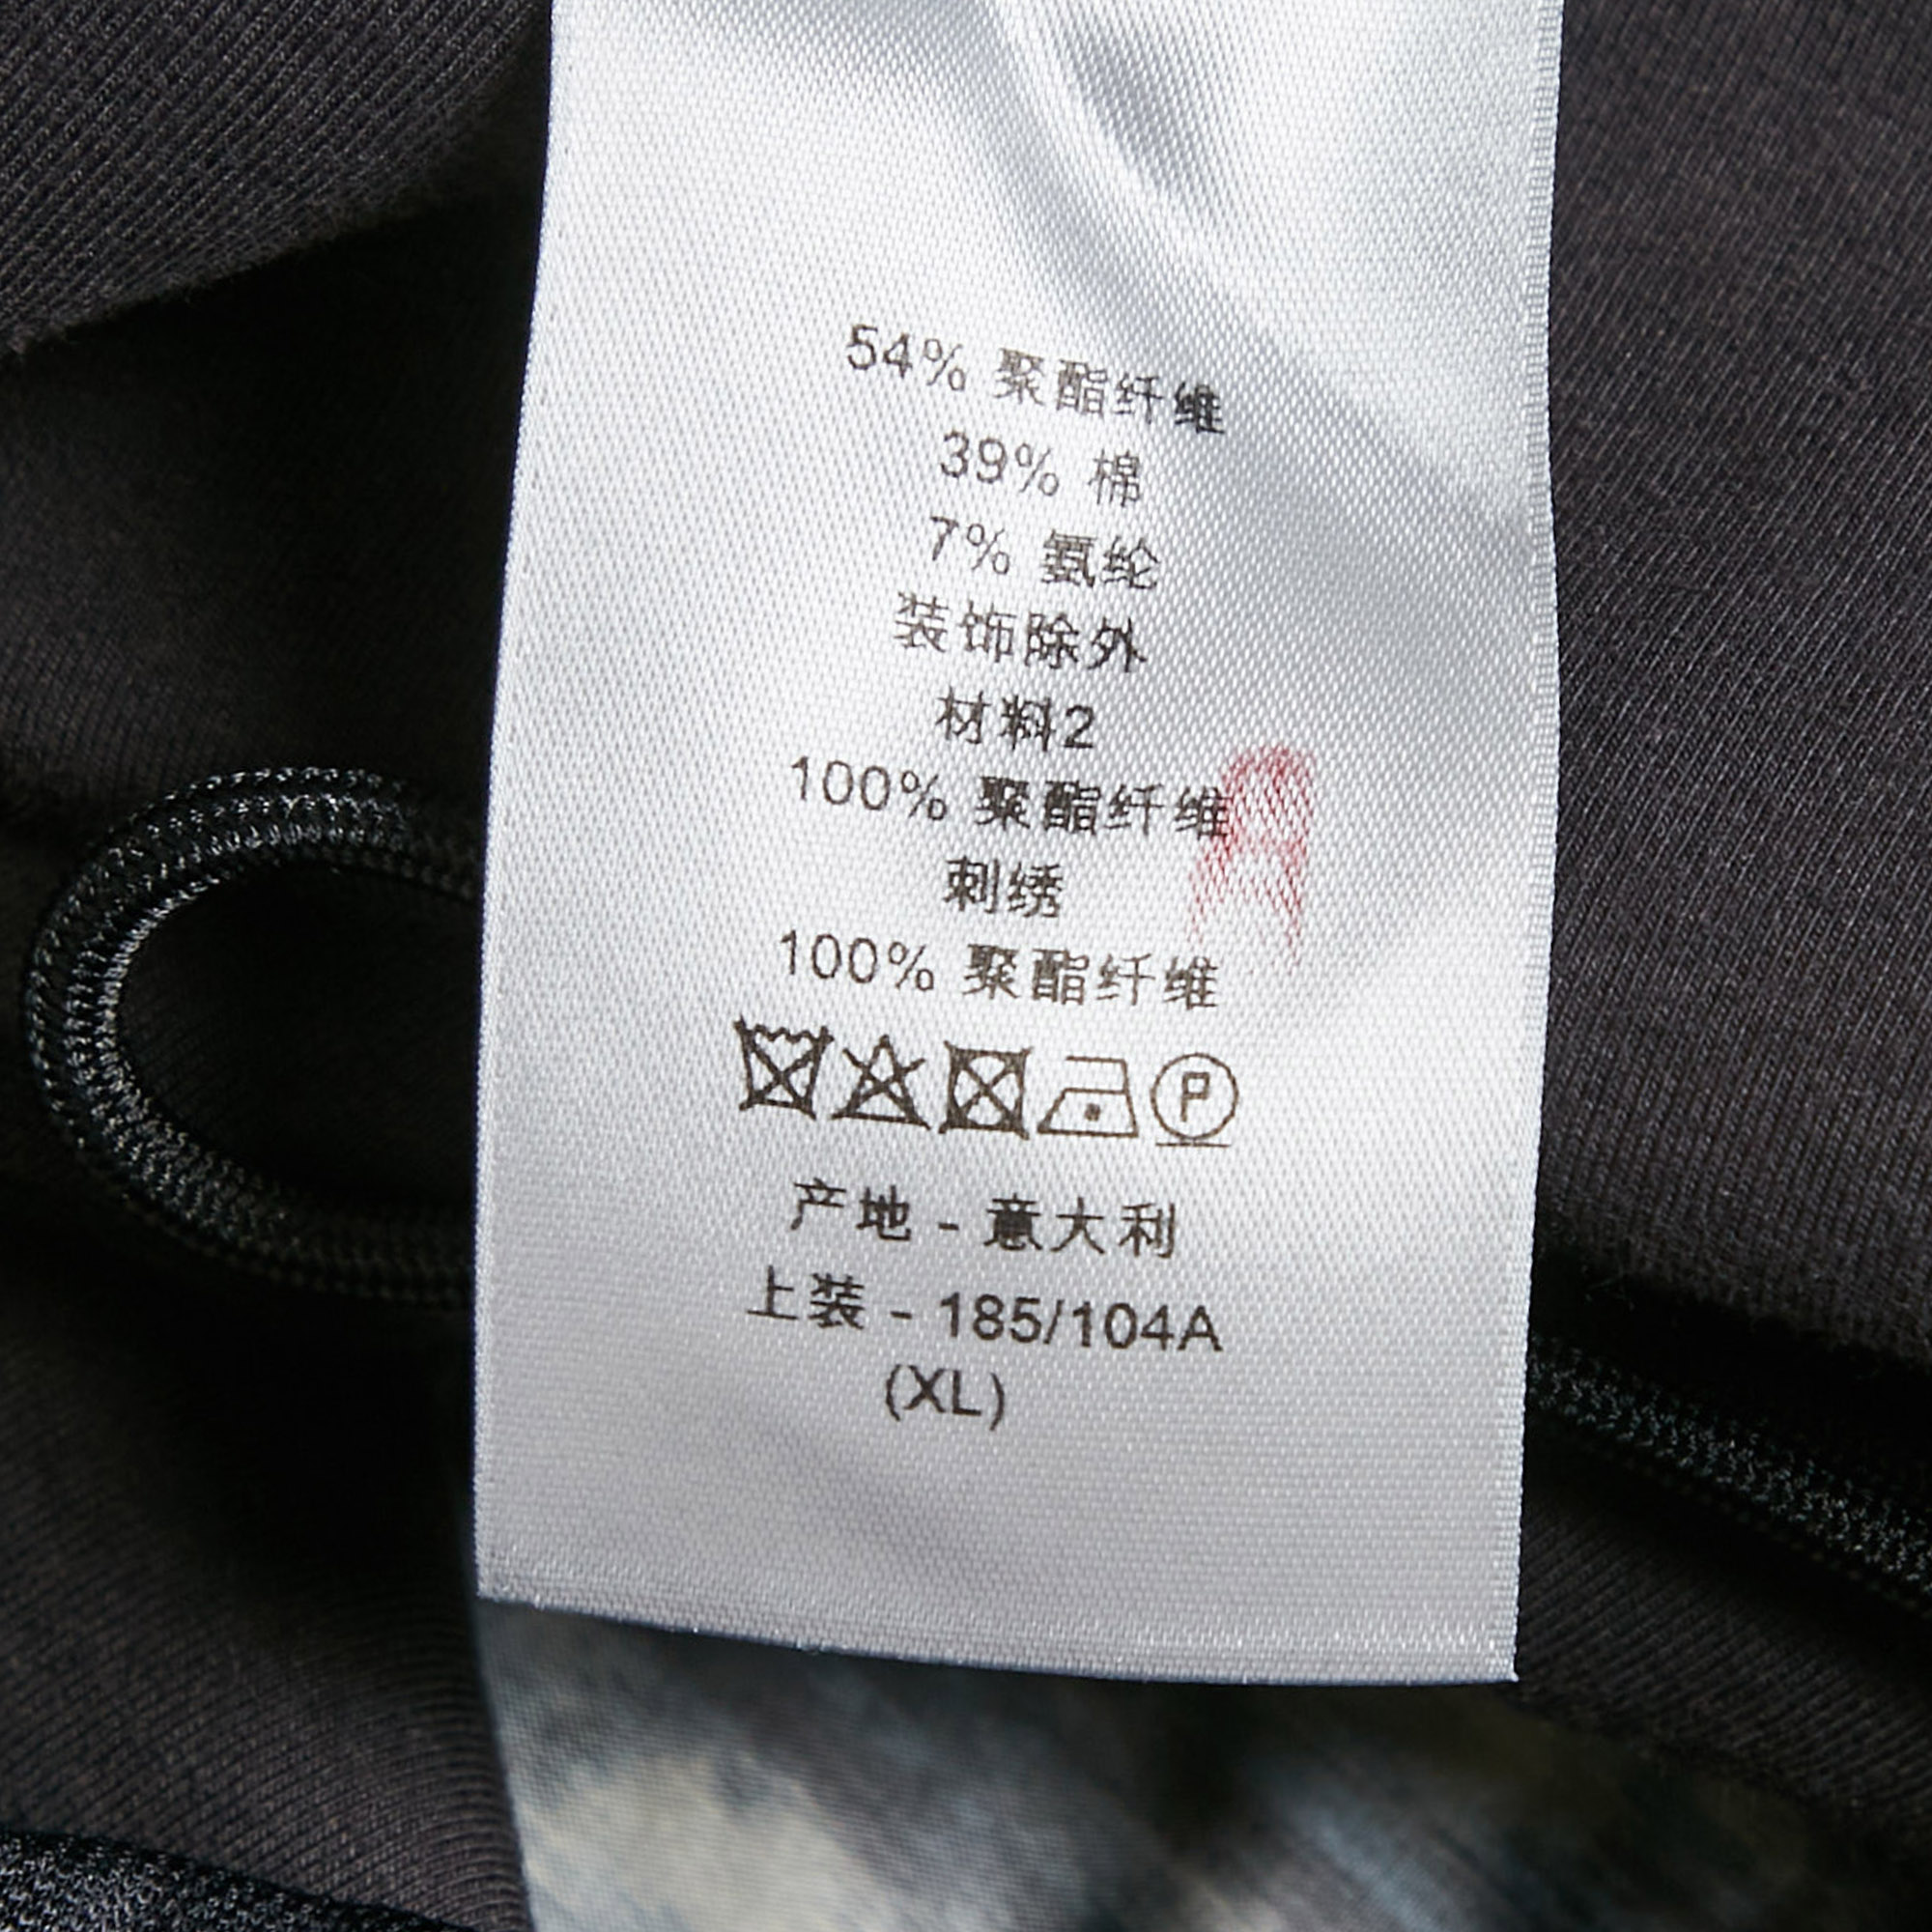 54% 聚酯纤维
39% 棉
7% 氨纶
装饰除外
材料2
100% 聚酯纤维
刺绣
100% 聚酯纤维
P
产地 - 意大利
上装 - 185/104A
(XL)